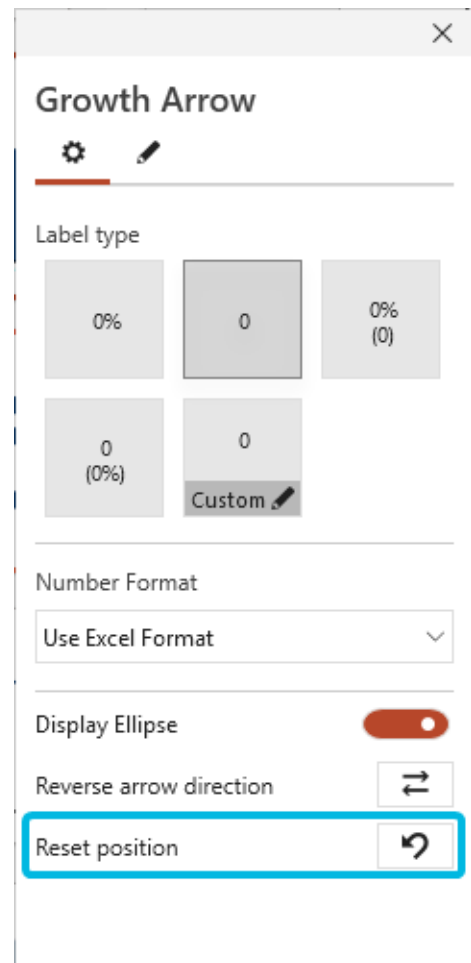 Growth Arrow
Label type
0%
0
0%
(0)
0
(0%)
0
Custom
Number Format
Use Excel Format
Display Ellipse
Reverse arrow direction
Reset position